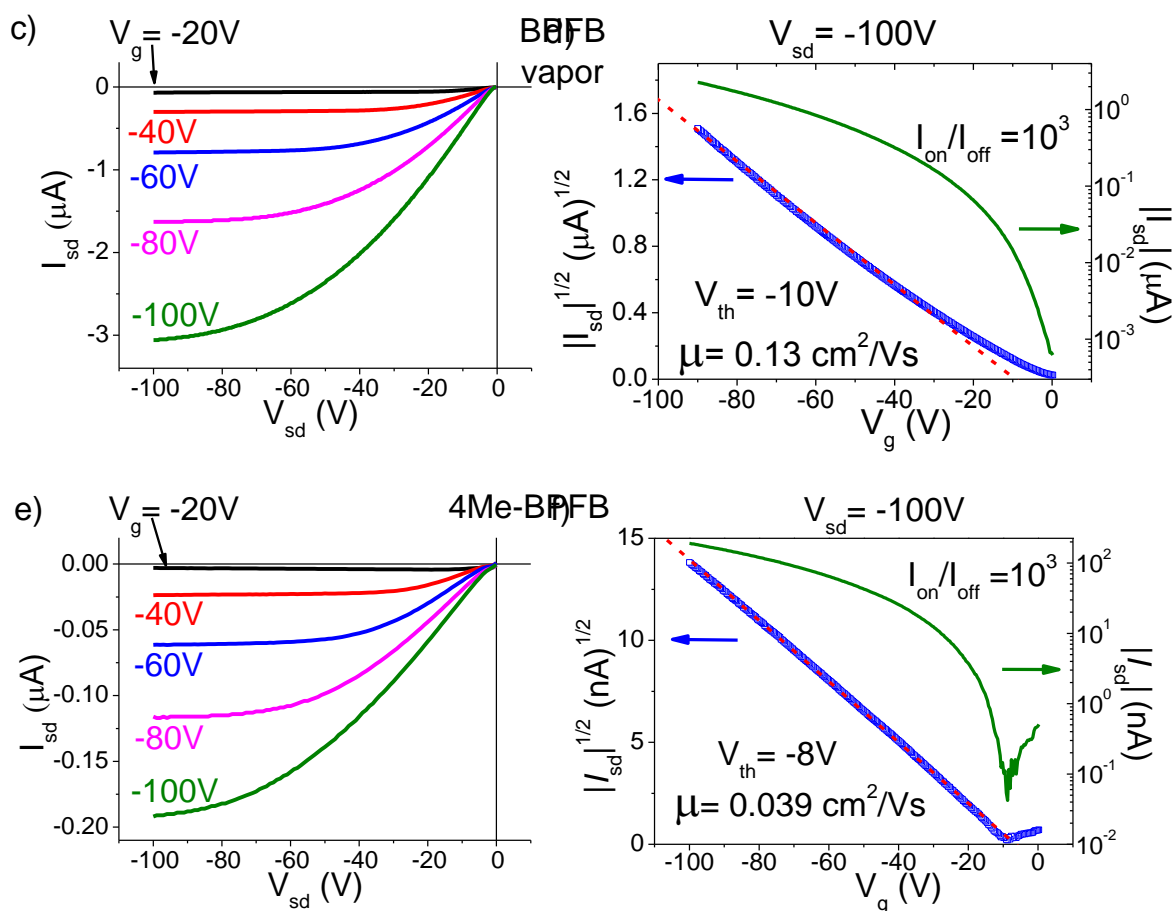 c)
V_g = -20V
BPFB
vapor
0
-1
-2
-3
-40V
-60V
-80V
-100V
I_sd (μA)
-100 -80 -60 -40 -20 0
V_sd (V)
d)
V_sd = -100V
1.6
1.2
0.8
0.4
0.0
|I_sd|^1/2 (μA)^1/2
I_on/I_off =10^3
V_th= -10V
μ= 0.13 cm^2/Vs
10^0
10^-1
10^-2
10^-3
|I_sd| (μA)
-100 -80 -60 -40 -20 0
V_g (V)
e)
V_g = -20V
4Me-BPFB
0.00
-0.05
-0.10
-0.15
-0.20
-40V
-60V
-80V
-100V
I_sd (μA)
-100 -80 -60 -40 -20 0
V_sd (V)
f)
V_sd = -100V
15
10
5
0
|I_sd|^1/2 (nA)^1/2
I_on/I_off =10^3
V_th= -8V
μ= 0.039 cm^2/Vs
10^2
10^1
10^0
10^-1
10^-2
|I_sd| (nA)
-100 -80 -60 -40 -20 0
V_g (V)